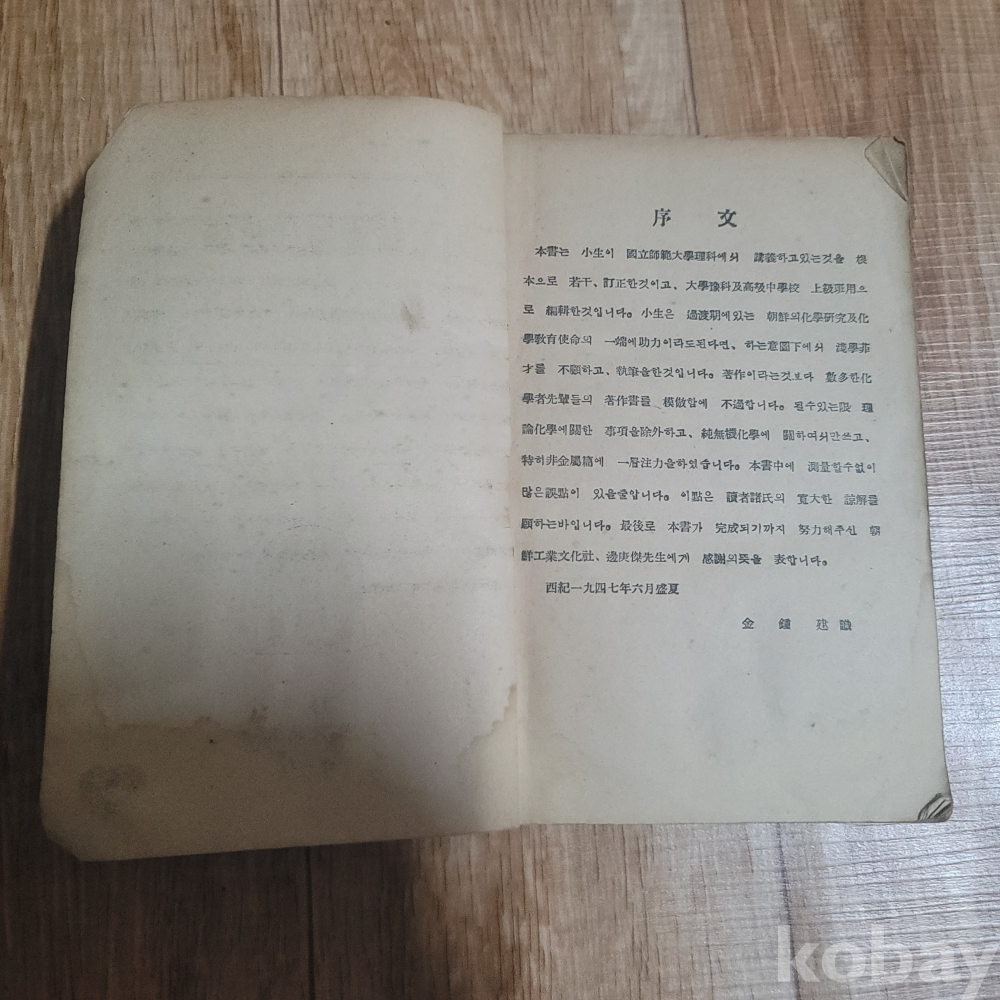 序 文
本書는 小生이 國立師範大學理科에서 講義하고있는것을 根
本으로 若干、訂正한것이고、大學豫科及高級中學校 上級班用으
로 編輯한것입니다。小生은 過渡期에있는 朝鮮의化學硏究及化
學敎育使命의 一端에助力이라도된다면、하는意圖下에서 淺學菲
才를 不顧하고、執筆을한것입니다。著作이라는것보다 數多한化
學者先輩들의 著作書를 模倣함에 不過합니다。될수있는 理
論化學에關한 事項을除外하고、純無機化學에 關하여서만쓰고、
特히非金屬篇에 一層注力을하였습니다。本書中에 測量할수없이
많은誤點이 있을줄압니다。이點은 讀者諸氏의 寬大한 諒解를
願하는바입니다。最後로 本書가 完成되기까지 努力해주신 朝
鮮工業文化社、邊庚傑先生에게 感謝의뜻을 表합니다。
西紀一九四七年六月盛夏
金 鍾 建 識
kobay